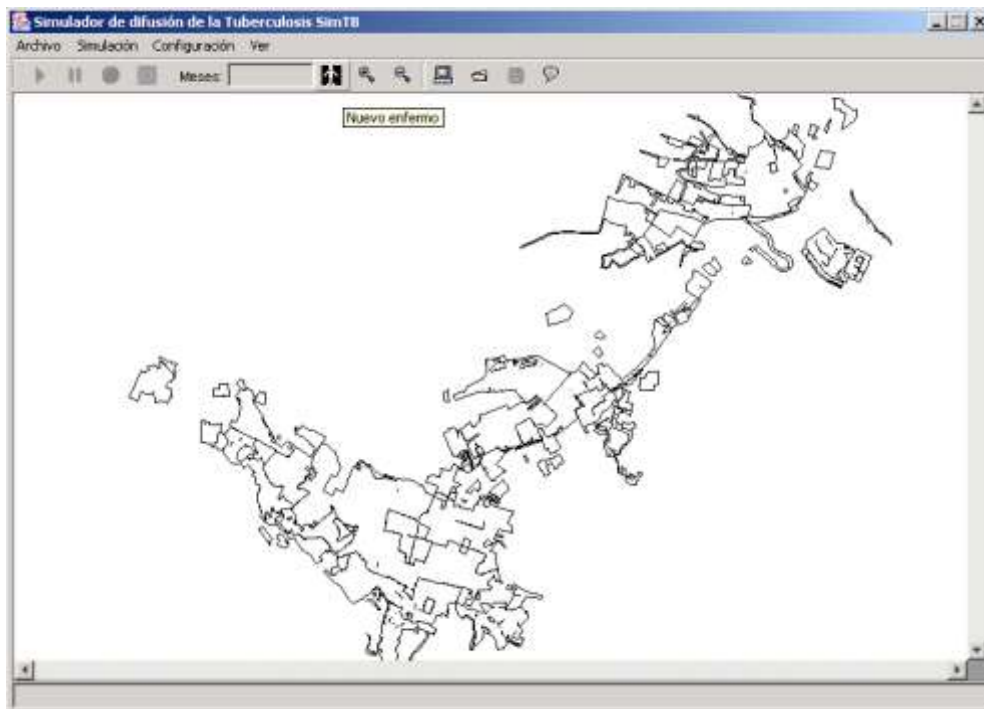 Simulador de difusión de la Tuberculosis SimTB
Archivo Simulación Configuración Ver
Meses:
Nuevo enfermo